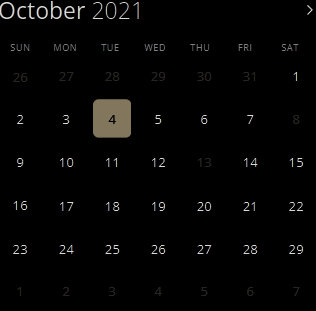 October 2021
SUN MON TUE WED THU FRI SAT
26 27 28 29 30 31 1
2 3 4 5 6 7 8
9 10 11 12 13 14 15
16 17 18 19 20 21 22
23 24 25 26 27 28 29
1 2 3 4 5 6 7